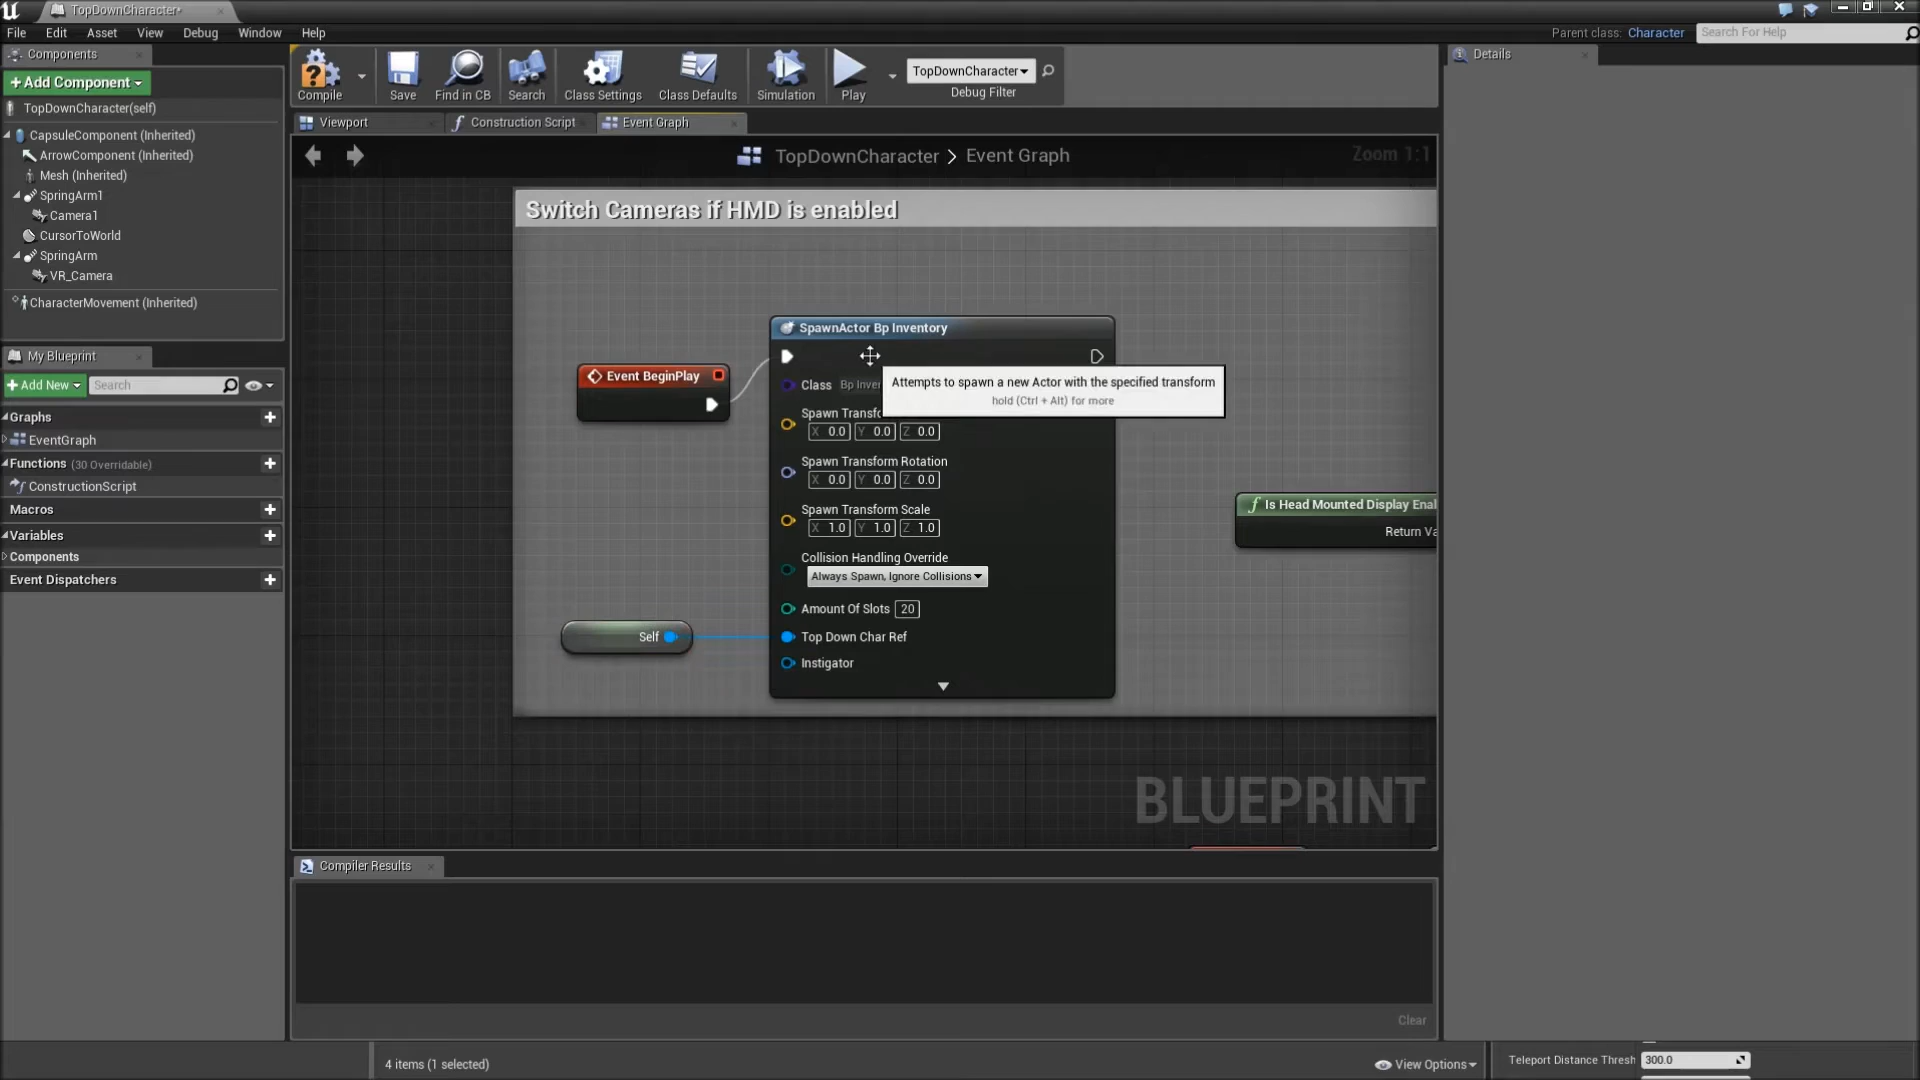 TopDownCharacter*
File Edit Asset View Debug Window Help
Parent class: Character
Search For Help
Components
+Add Component
TopDownCharacter(self)
CapsuleComponent (Inherited)
ArrowComponent (Inherited)
Mesh (Inherited)
SpringArm1
Camera1
CursorToWorld
SpringArm
VR_Camera
CharacterMovement (Inherited)
My Blueprint
+Add New
Search
Graphs
EventGraph
Functions (30 Overridable)
ConstructionScript
Macros
Variables
Components
Event Dispatchers
Compile
Save
Find in CB
Search
Class Settings
Class Defaults
Simulation
Play
TopDownCharacter
Debug Filter
Viewport
Construction Script
Event Graph
TopDownCharacter > Event Graph
Zoom 1:1
Switch Cameras if HMD is enabled
Event BeginPlay
Self
SpawnActor Bp Inventory
Class Bp Inver
Spawn Transfo
X 0.0 Y 0.0 Z 0.0
Spawn Transform Rotation
X 0.0 Y 0.0 Z 0.0
Spawn Transform Scale
X 1.0 Y 1.0 Z 1.0
Collision Handling Override
Always Spawn, Ignore Collisions
Amount Of Slots 20
Top Down Char Ref
Instigator
Attempts to spawn a new Actor with the specified transform
hold (Ctrl + Alt) for more
f Is Head Mounted Display Enal
Return Va
BLUEPRINT
Compiler Results
Clear
Details
4 items (1 selected)
View Options
Teleport Distance Thresh 300.0